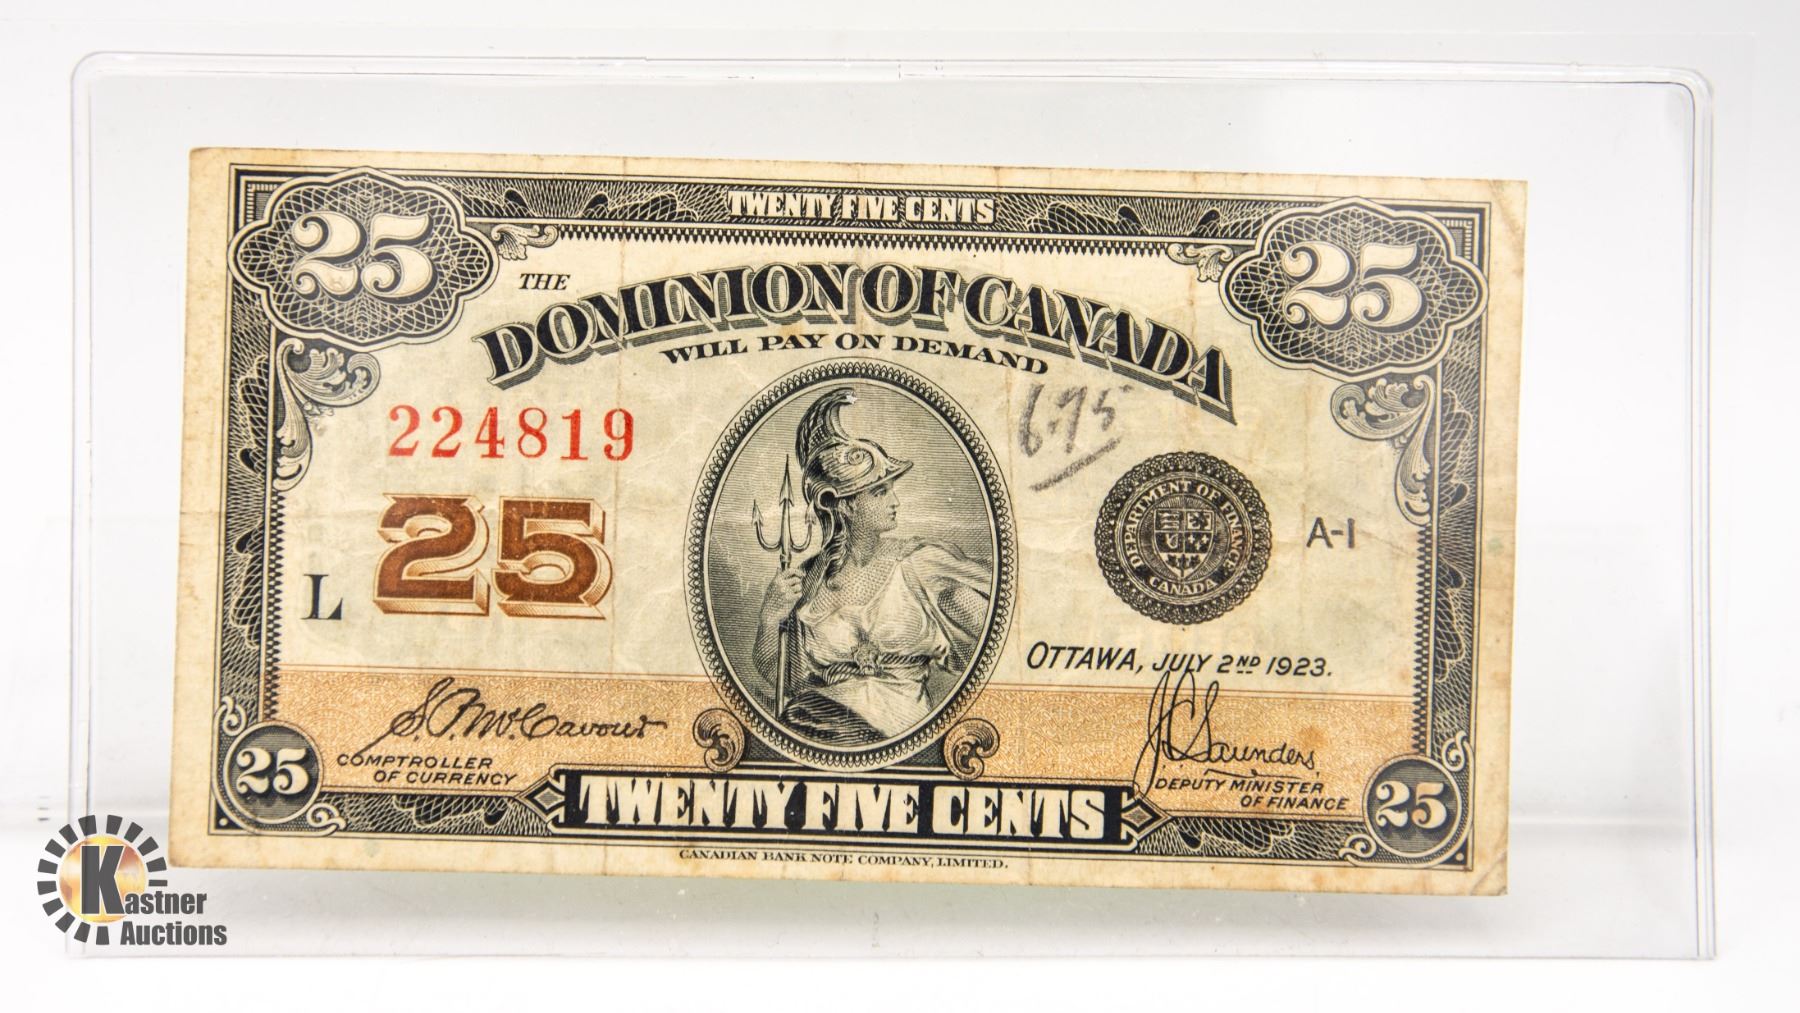 TWENTY FIVE CENTS
25
25
THE
DOMINION OF CANADA
WILL PAY ON DEMAND
6.75
224819
25
L
DEPARTMENT OF FINANCE
CANADA
A-1
OTTAWA, JULY 2ND 1923.
S.P. McCavour
J.C. Saunders
COMPTROLLER
OF CURRENCY
DEPUTY MINISTER
OF FINANCE
25
25
TWENTY FIVE CENTS
CANADIAN BANK NOTE COMPANY, LIMITED.
Kastner
Auctions